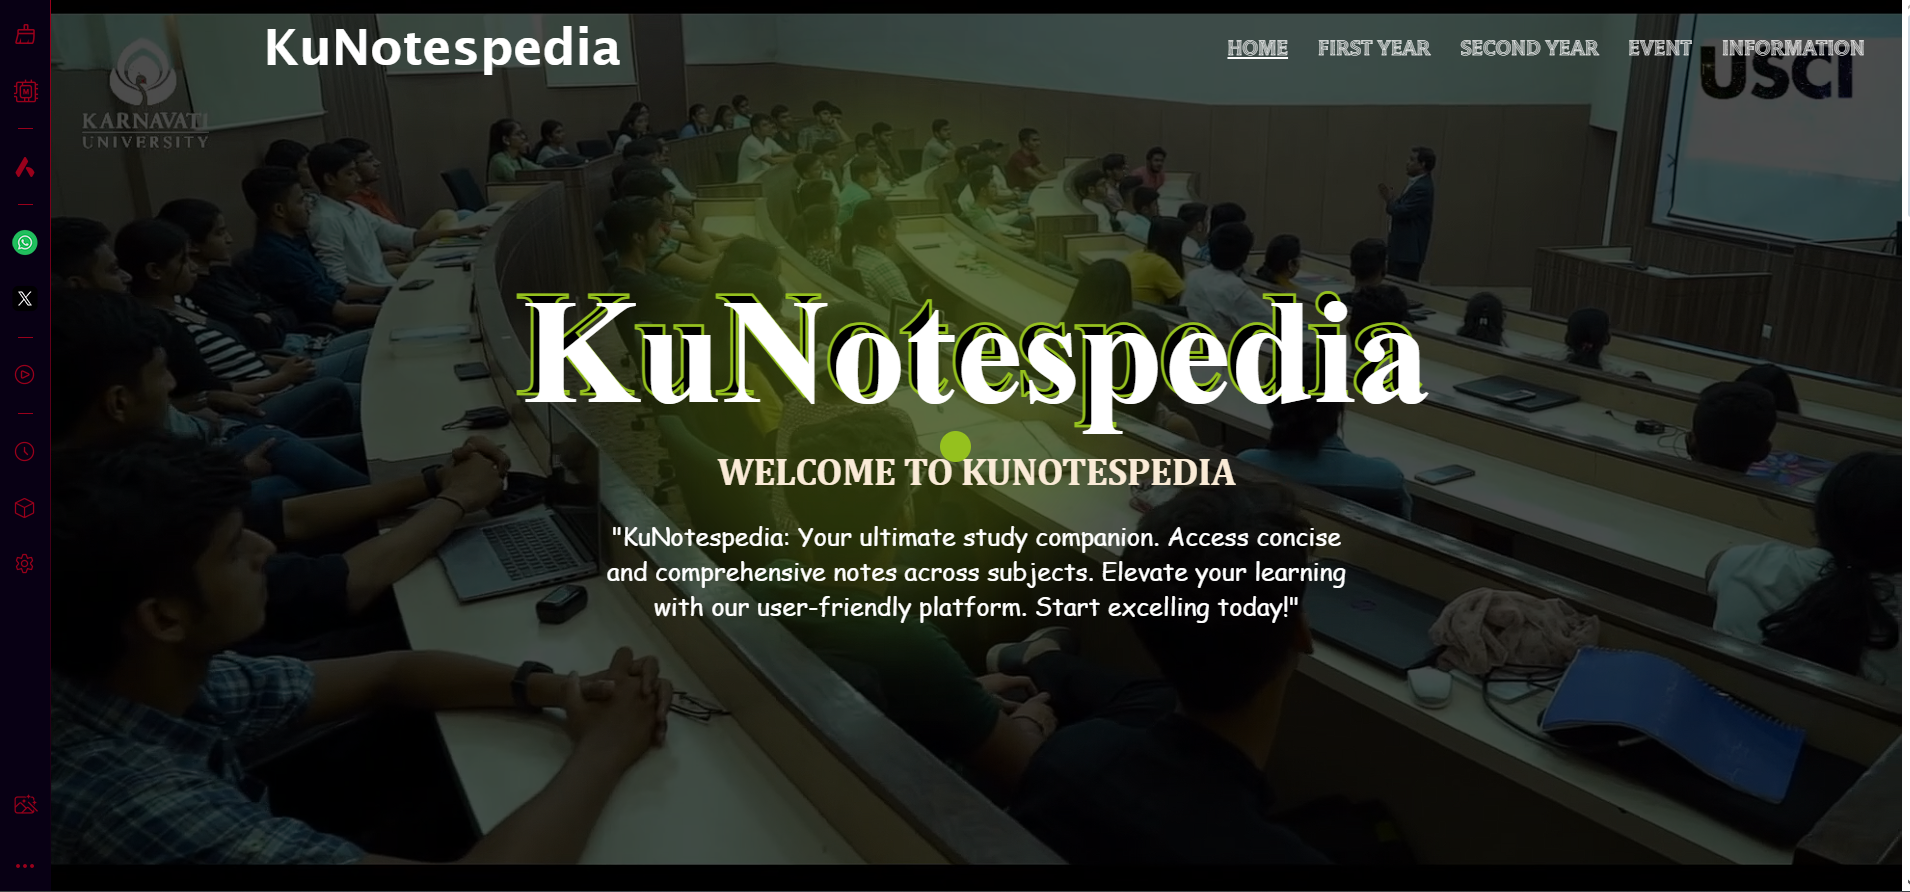 KuNotespedia
HOME FIRST YEAR SECOND YEAR EVENT INFORMATION
KARNAVATI
UNIVERSITY
USCI
KuNotespedia
WELCOME TO KUNOTESPEDIA
"KuNotespedia: Your ultimate study companion. Access concise
and comprehensive notes across subjects. Elevate your learning
with our user-friendly platform. Start excelling today!"